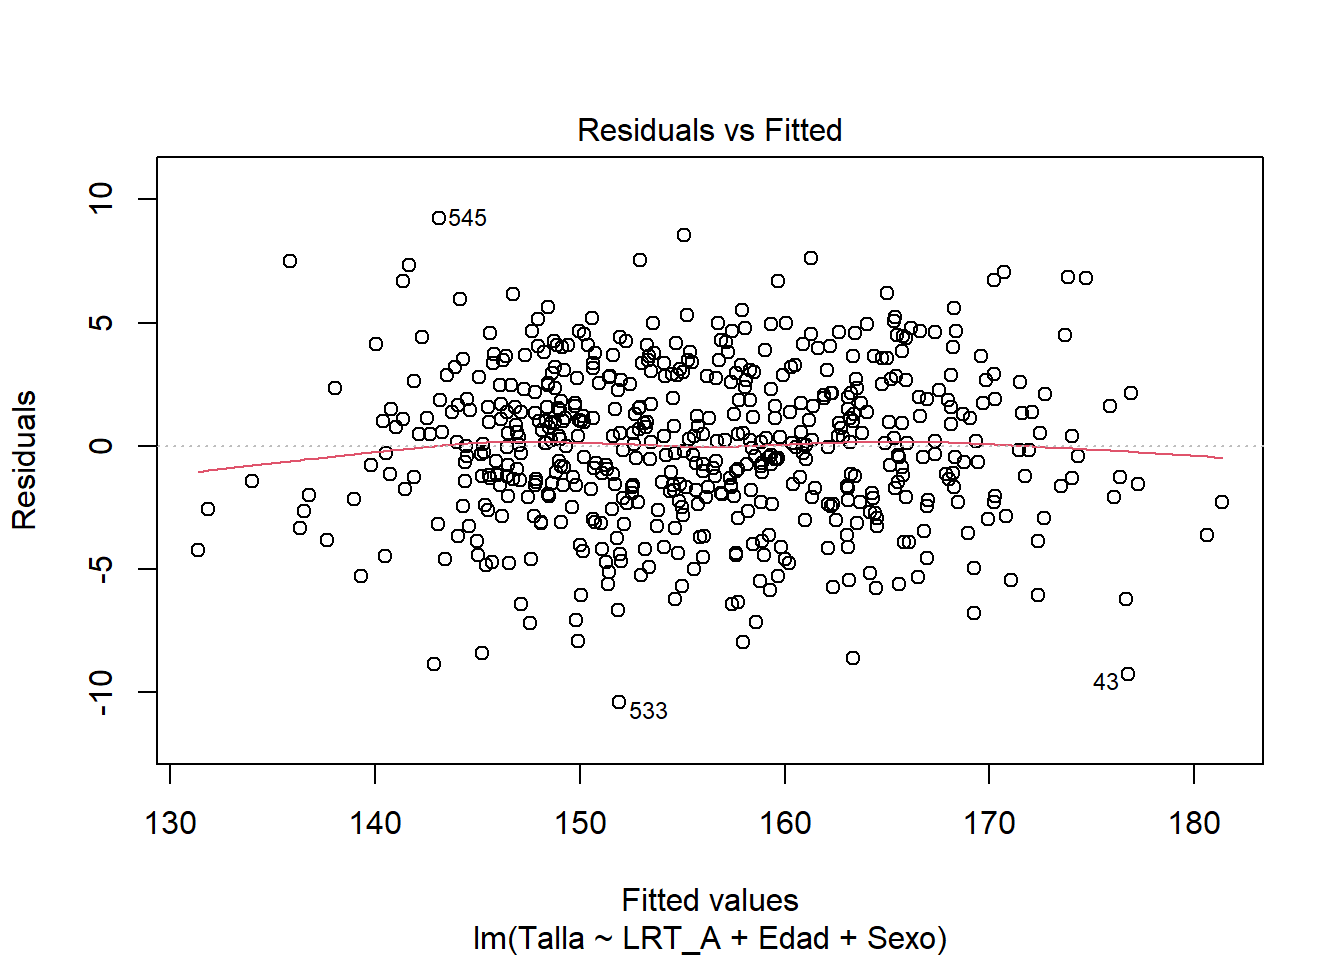 Residuals vs Fitted
Residuals
10
5
0
-5
-10
545
533
43
130 140 150 160 170 180
Fitted values
lm(Talla ~ LRT_A + Edad + Sexo)